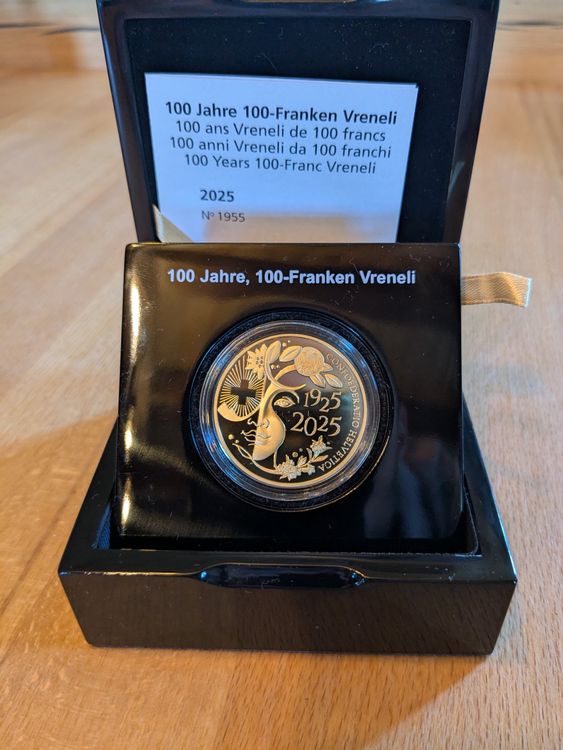 100 Jahre 100-Franken Vreneli
100 ans Vreneli de 100 francs
100 anni Vreneli da 100 franchi
100 Years 100-Franc Vreneli
2025
Nº 1955
100 Jahre, 100-Franken Vreneli
CONFOEDERATIO HELVETICA
1925
2025